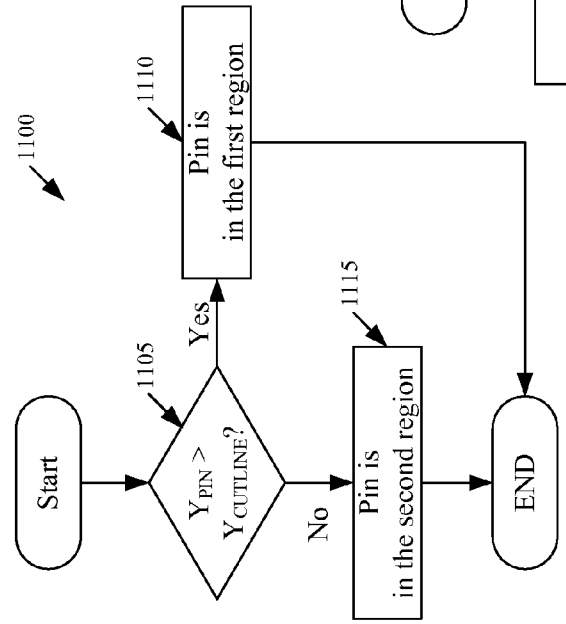 1100
Start
1105
Y_PIN >
Y_CUTLINE?
Yes
1110
Pin is
in the first region
No
1115
Pin is
in the second region
END